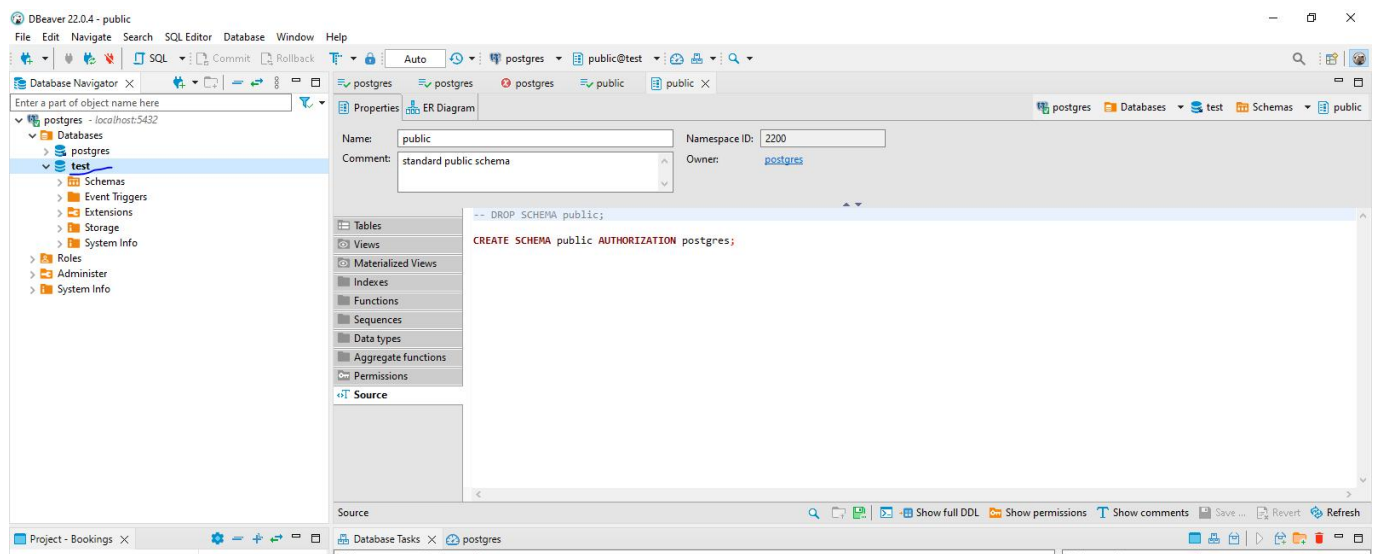 DBeaver 22.0.4 - public
File Edit Navigate Search SQL Editor Database Window Help
SQL Commit Rollback Auto postgres public@test
Database Navigator
postgres postgres postgres public public
Enter a part of object name here
Properties ER Diagram
postgres Databases test Schemas public
postgres - localhost:5432
Databases
postgres
test
Schemas
Event Triggers
Extensions
Storage
System Info
Roles
Administer
System Info
Name: public
Namespace ID: 2200
Comment: standard public schema
Owner: postgres
Tables
Views
Materialized Views
Indexes
Functions
Sequences
Data types
Aggregate functions
Permissions
Source
-- DROP SCHEMA public;
CREATE SCHEMA public AUTHORIZATION postgres;
Source
Show full DDL Show permissions Show comments Save ... Revert Refresh
Project - Bookings
Database Tasks postgres